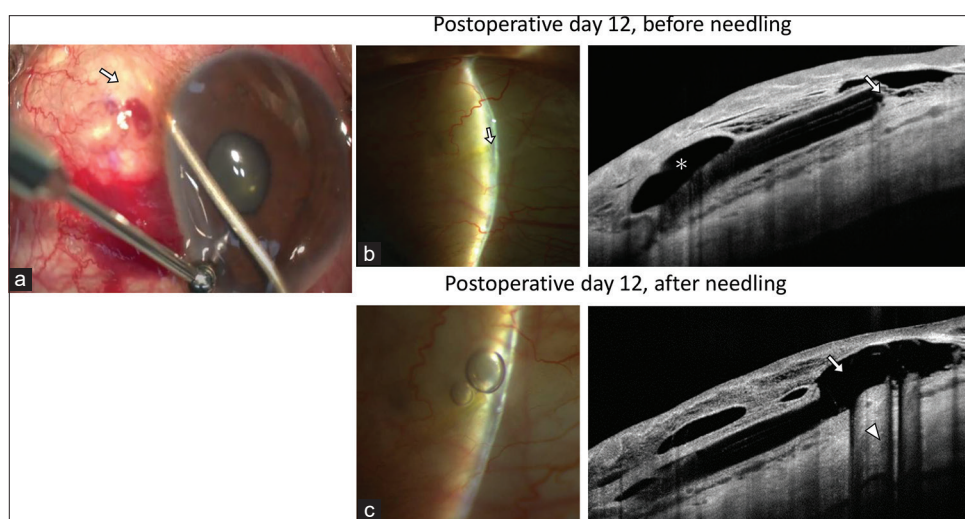 Postoperative day 12, before needling
a
b
*
Postoperative day 12, after needling
c